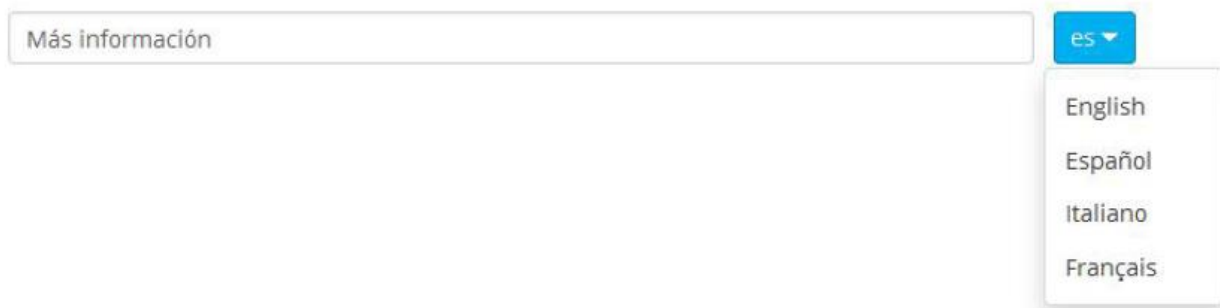 Más información
es
English
Español
Italiano
Français